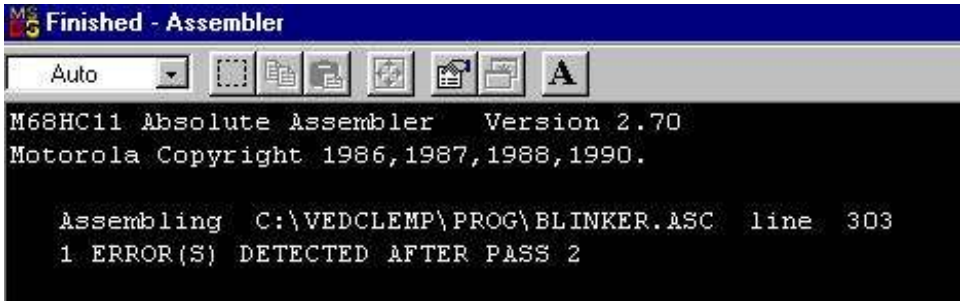 Finished - Assembler
Auto
A
M68HC11 Absolute Assembler   Version 2.70
Motorola Copyright 1986,1987,1988,1990.
Assembling  C:\VEDCLEMP\PROG\BLINKER.ASC  line  303
1 ERROR(S) DETECTED AFTER PASS 2